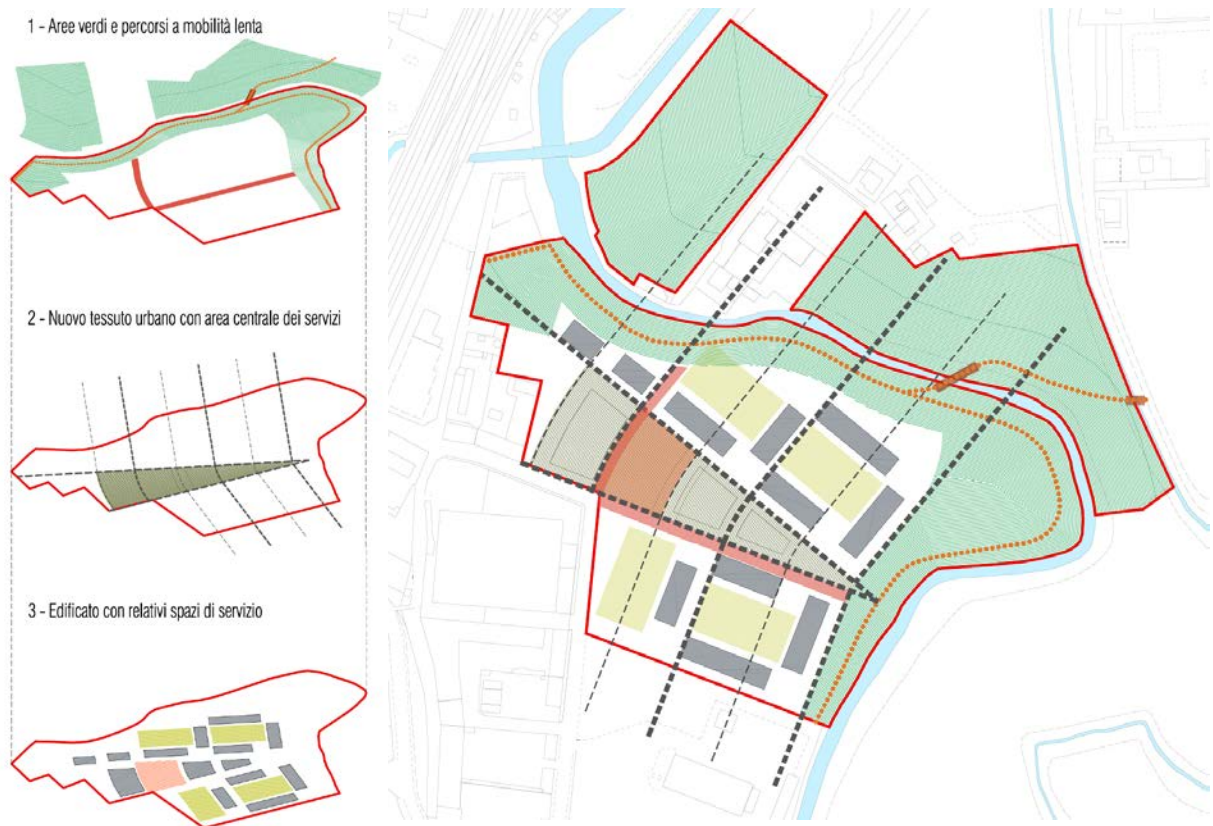 1 - Aree verdi e percorsi a mobilità lenta
2 - Nuovo tessuto urbano con area centrale dei servizi
3 - Edificato con relativi spazi di servizio